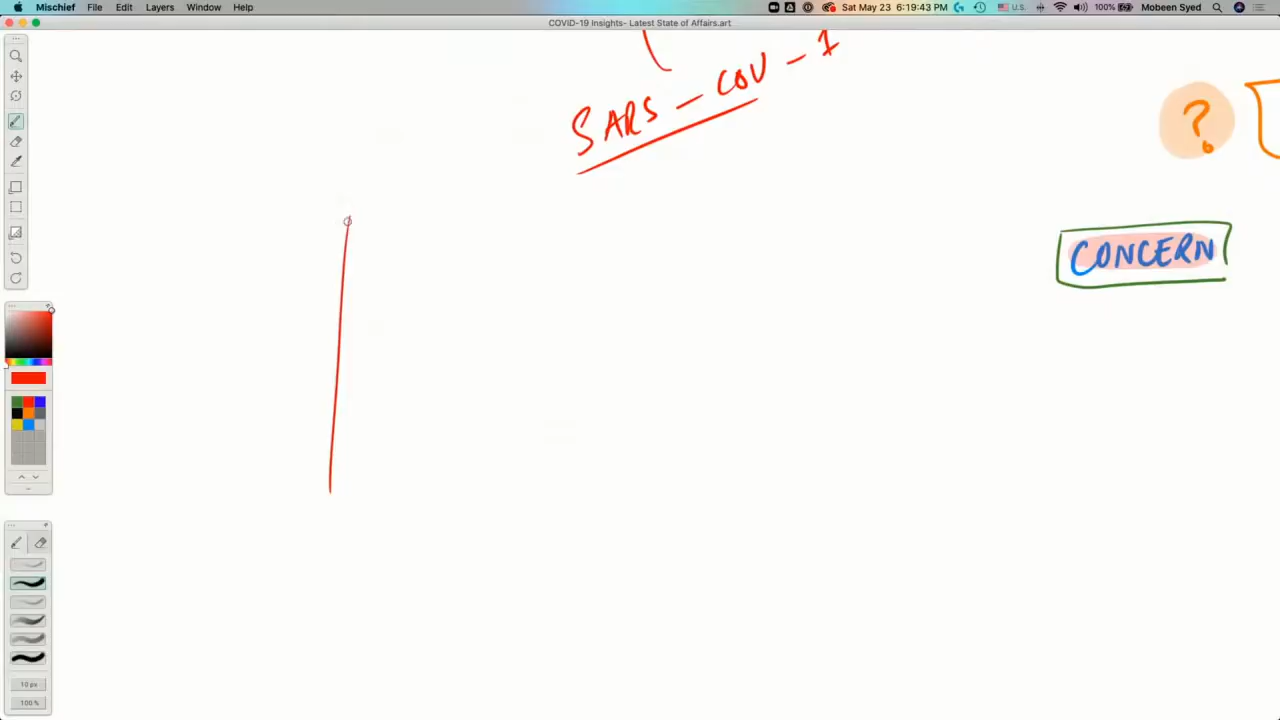 Mischief File Edit Layers Window Help
U.S. 100% Sat May 23 6:19:43 PM Mobeen Syed
COVID-19 Insights- Latest State of Affairs.art
SARS - COV - 1
?
CONCERN
10 px
100%